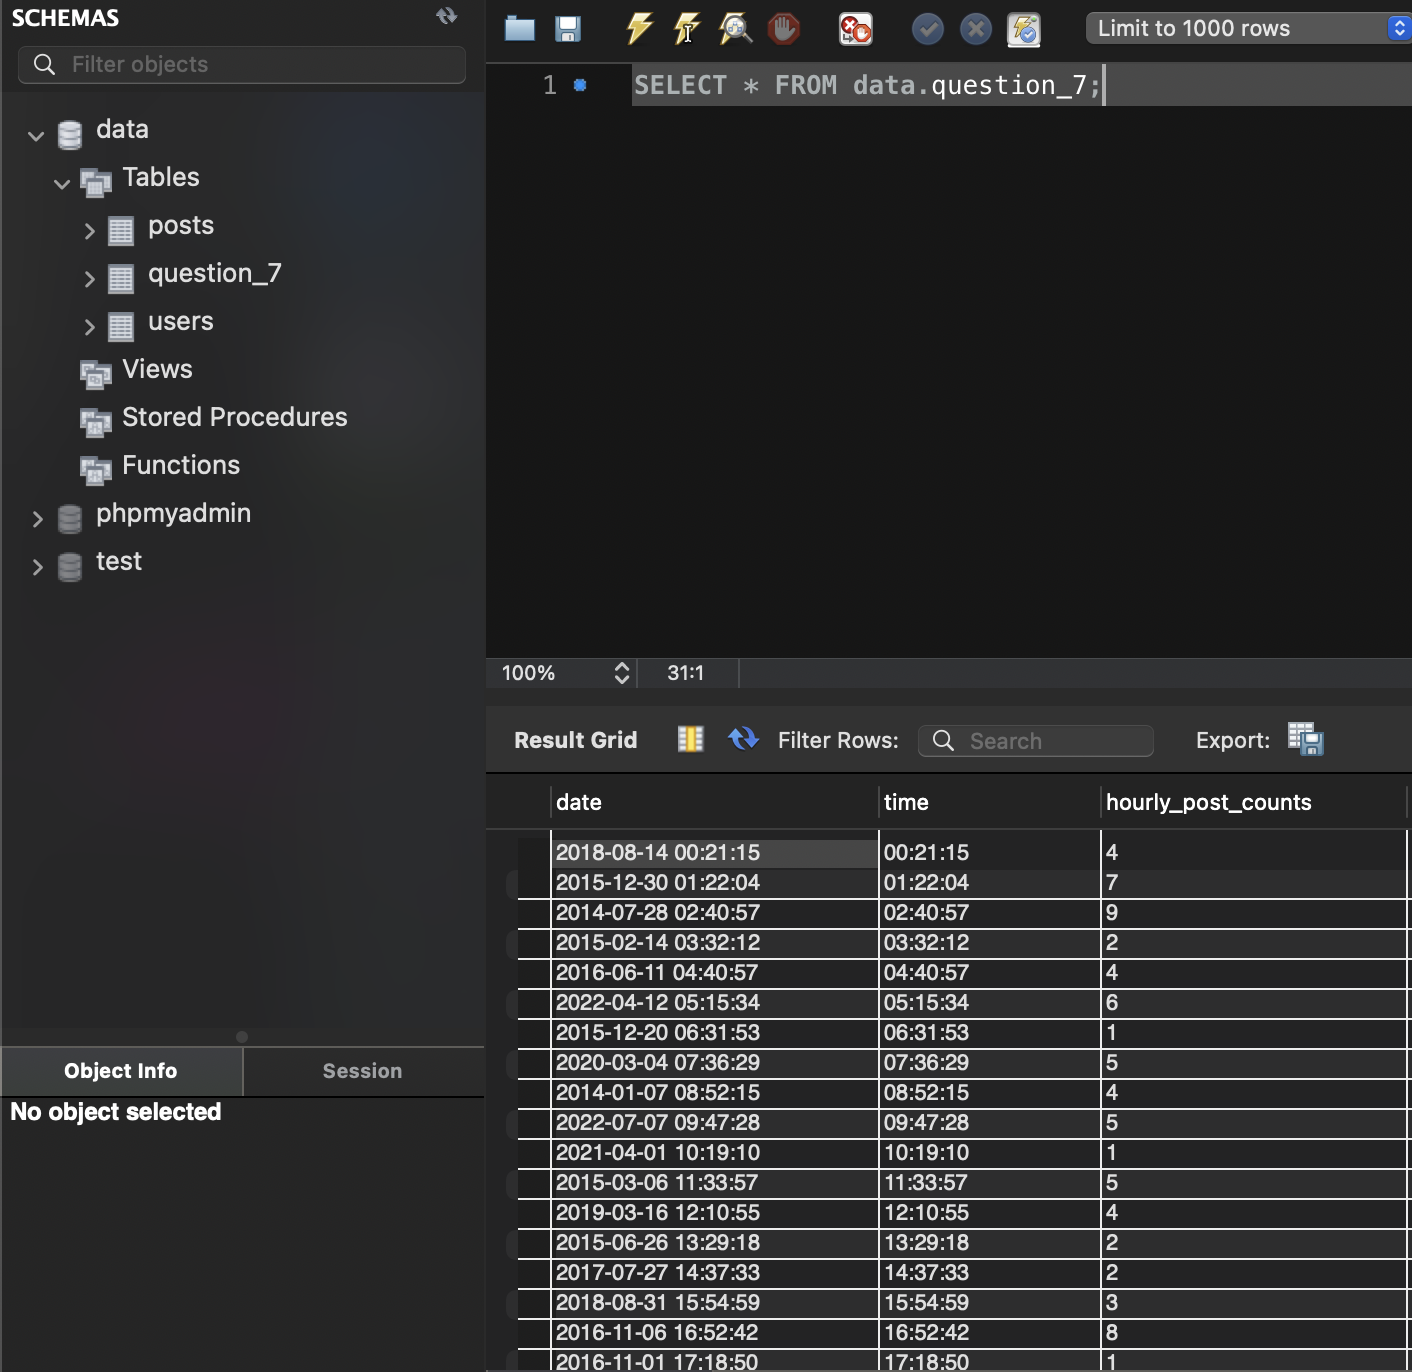 SCHEMAS
Filter objects
data
Tables
posts
question_7
users
Views
Stored Procedures
Functions
phpmyadmin
test
Object Info Session
No object selected
Limit to 1000 rows
1 SELECT * FROM data.question_7;
100% 31:1
Result Grid Filter Rows: Search Export:
date time hourly_post_counts
2018-08-14 00:21:15 00:21:15 4
2015-12-30 01:22:04 01:22:04 7
2014-07-28 02:40:57 02:40:57 9
2015-02-14 03:32:12 03:32:12 2
2016-06-11 04:40:57 04:40:57 4
2022-04-12 05:15:34 05:15:34 6
2015-12-20 06:31:53 06:31:53 1
2020-03-04 07:36:29 07:36:29 5
2014-01-07 08:52:15 08:52:15 4
2022-07-07 09:47:28 09:47:28 5
2021-04-01 10:19:10 10:19:10 1
2015-03-06 11:33:57 11:33:57 5
2019-03-16 12:10:55 12:10:55 4
2015-06-26 13:29:18 13:29:18 2
2017-07-27 14:37:33 14:37:33 2
2018-08-31 15:54:59 15:54:59 3
2016-11-06 16:52:42 16:52:42 8
2016-11-01 17:18:50 17:18:50 1